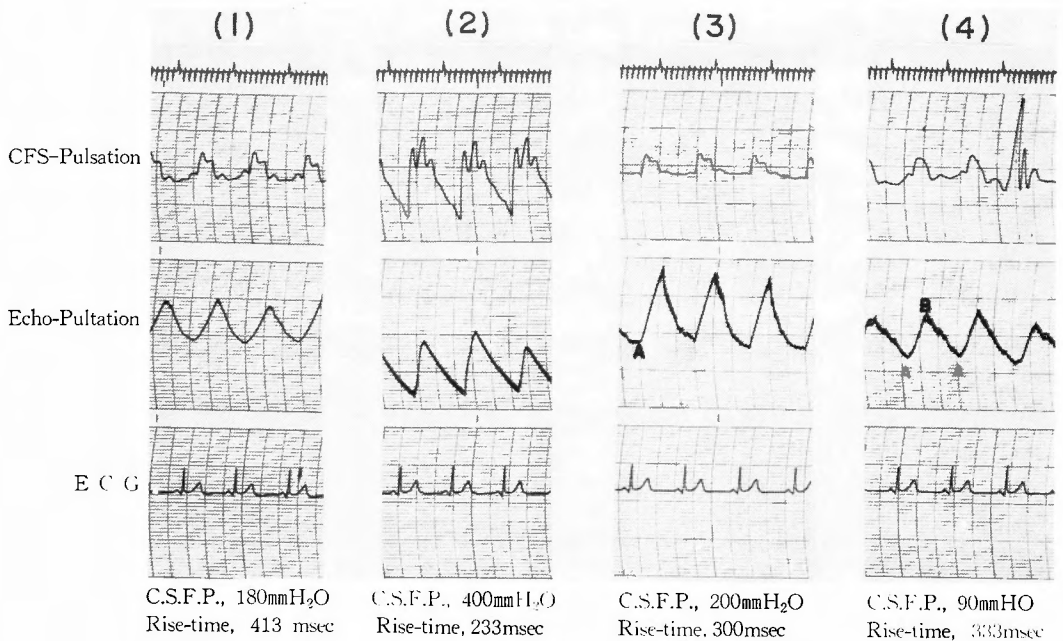 (1) (2) (3) (4)
CFS-Pulsation
Echo-Pultation
A
B
A A
E C G
C.S.F.P., 180mmH₂O C.S.F.P., 400mmH₂O C.S.F.P., 200mmH₂O C.S.F.P., 90mmHO
Rise-time, 413 msec Rise-time, 233msec Rise-time, 300msec Rise-time, 333msec